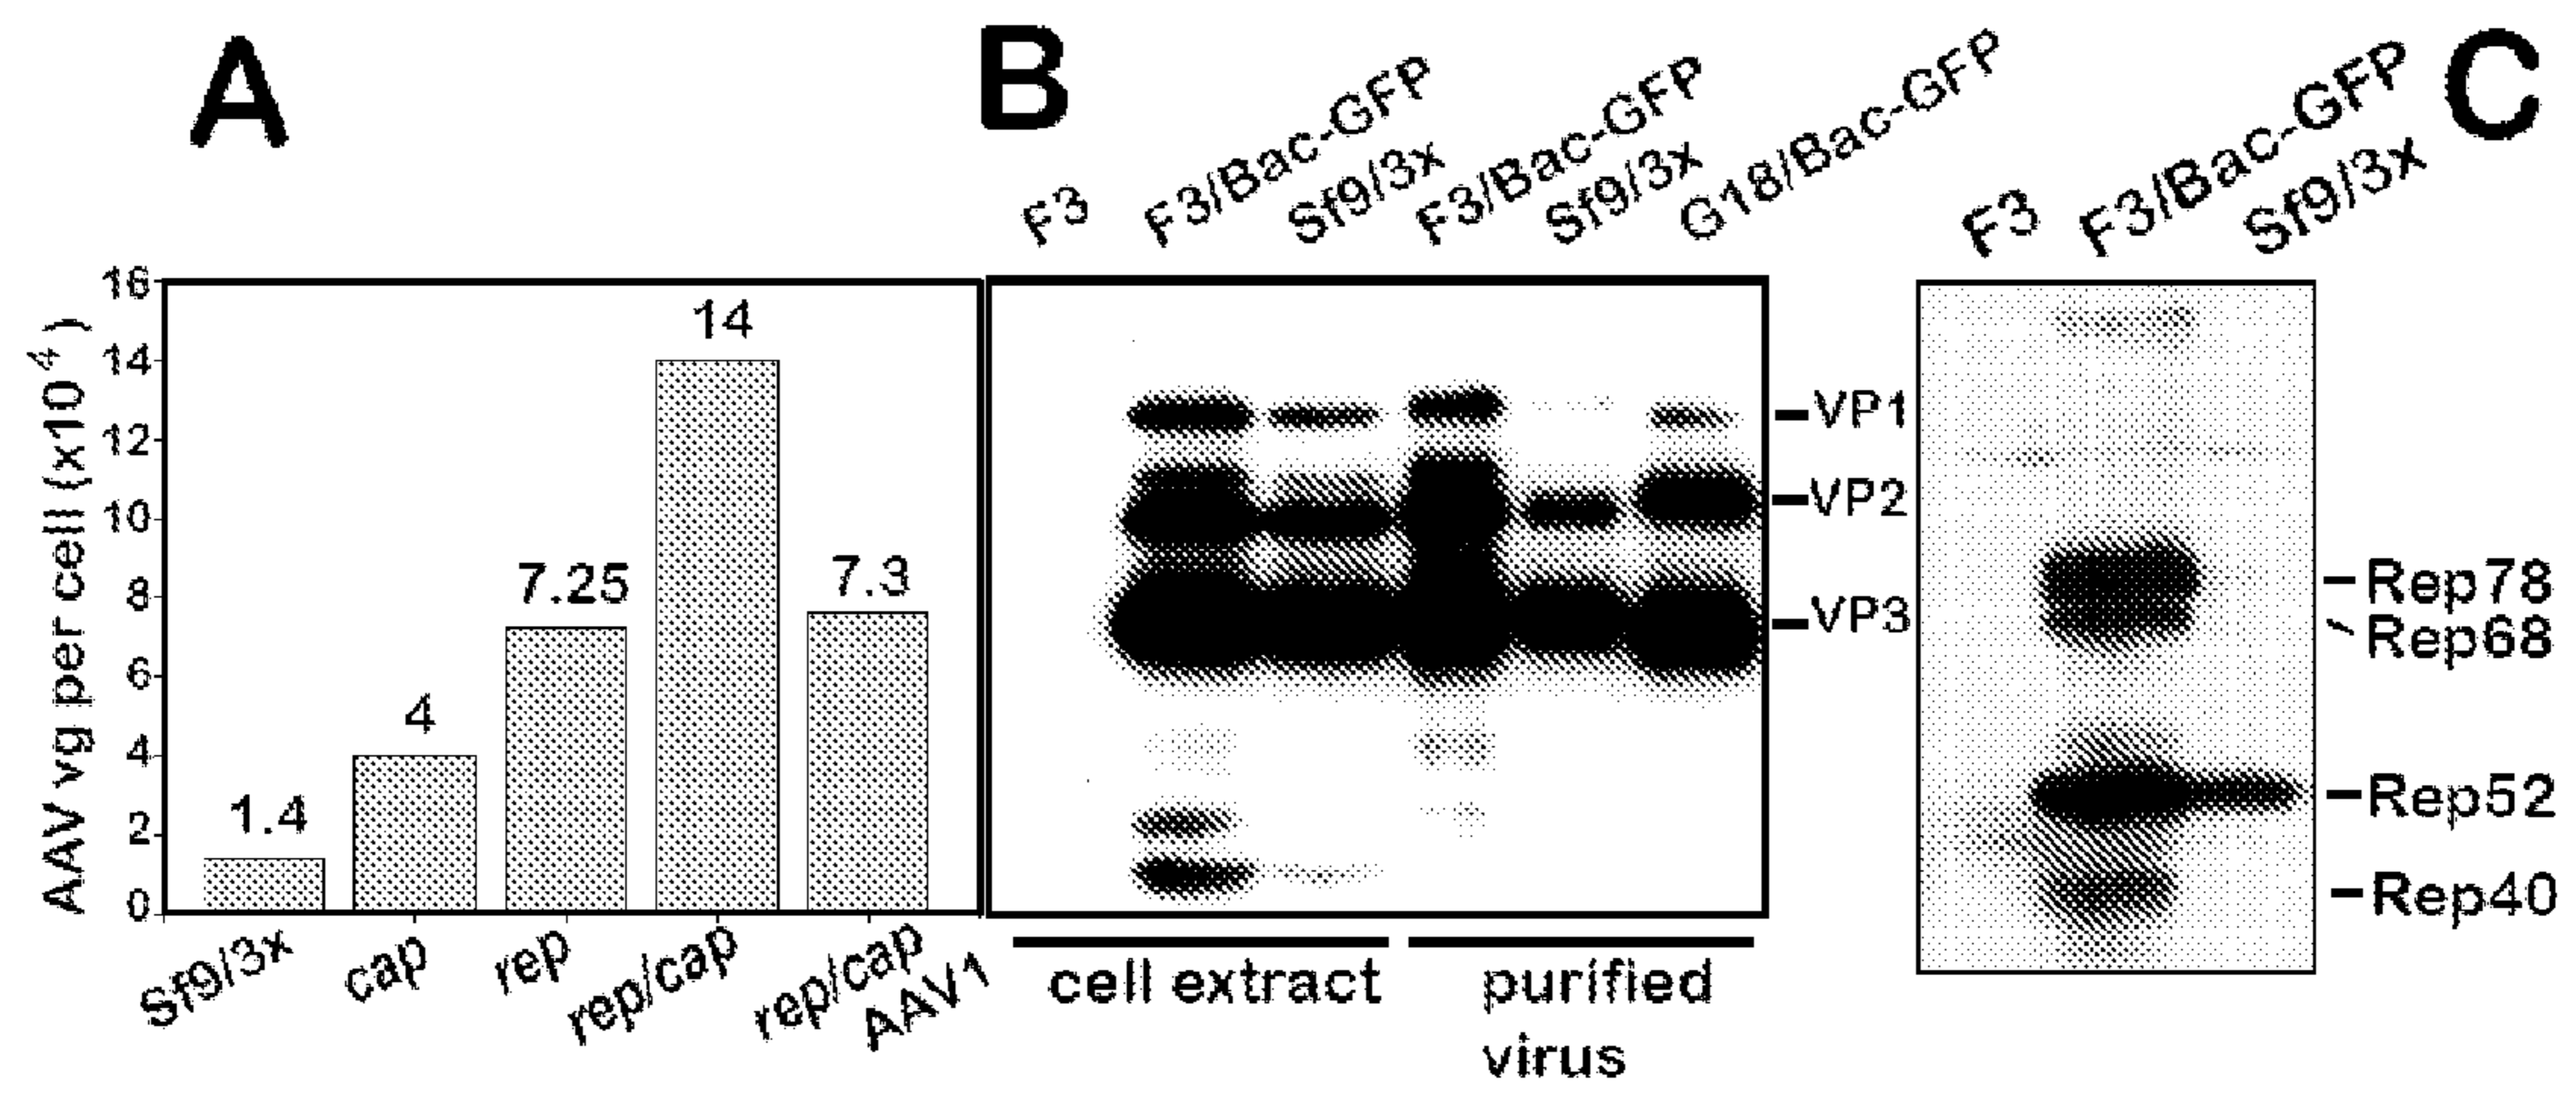 A
AAV vg per cell (x10⁴)
16
14
12
10
8
6
4
2
0
1.4
4
7.25
14
7.3
Sf9/3x
cap
rep
rep/cap
rep/cap
AAV1
B
F3
F3/Bac-GFP
Sf9/3x
F3/Bac-GFP
Sf9/3x
G18/Bac-GFP
VP1
VP2
VP3
cell extract
purified
virus
C
F3
F3/Bac-GFP
Sf9/3x
Rep78
Rep68
Rep52
Rep40